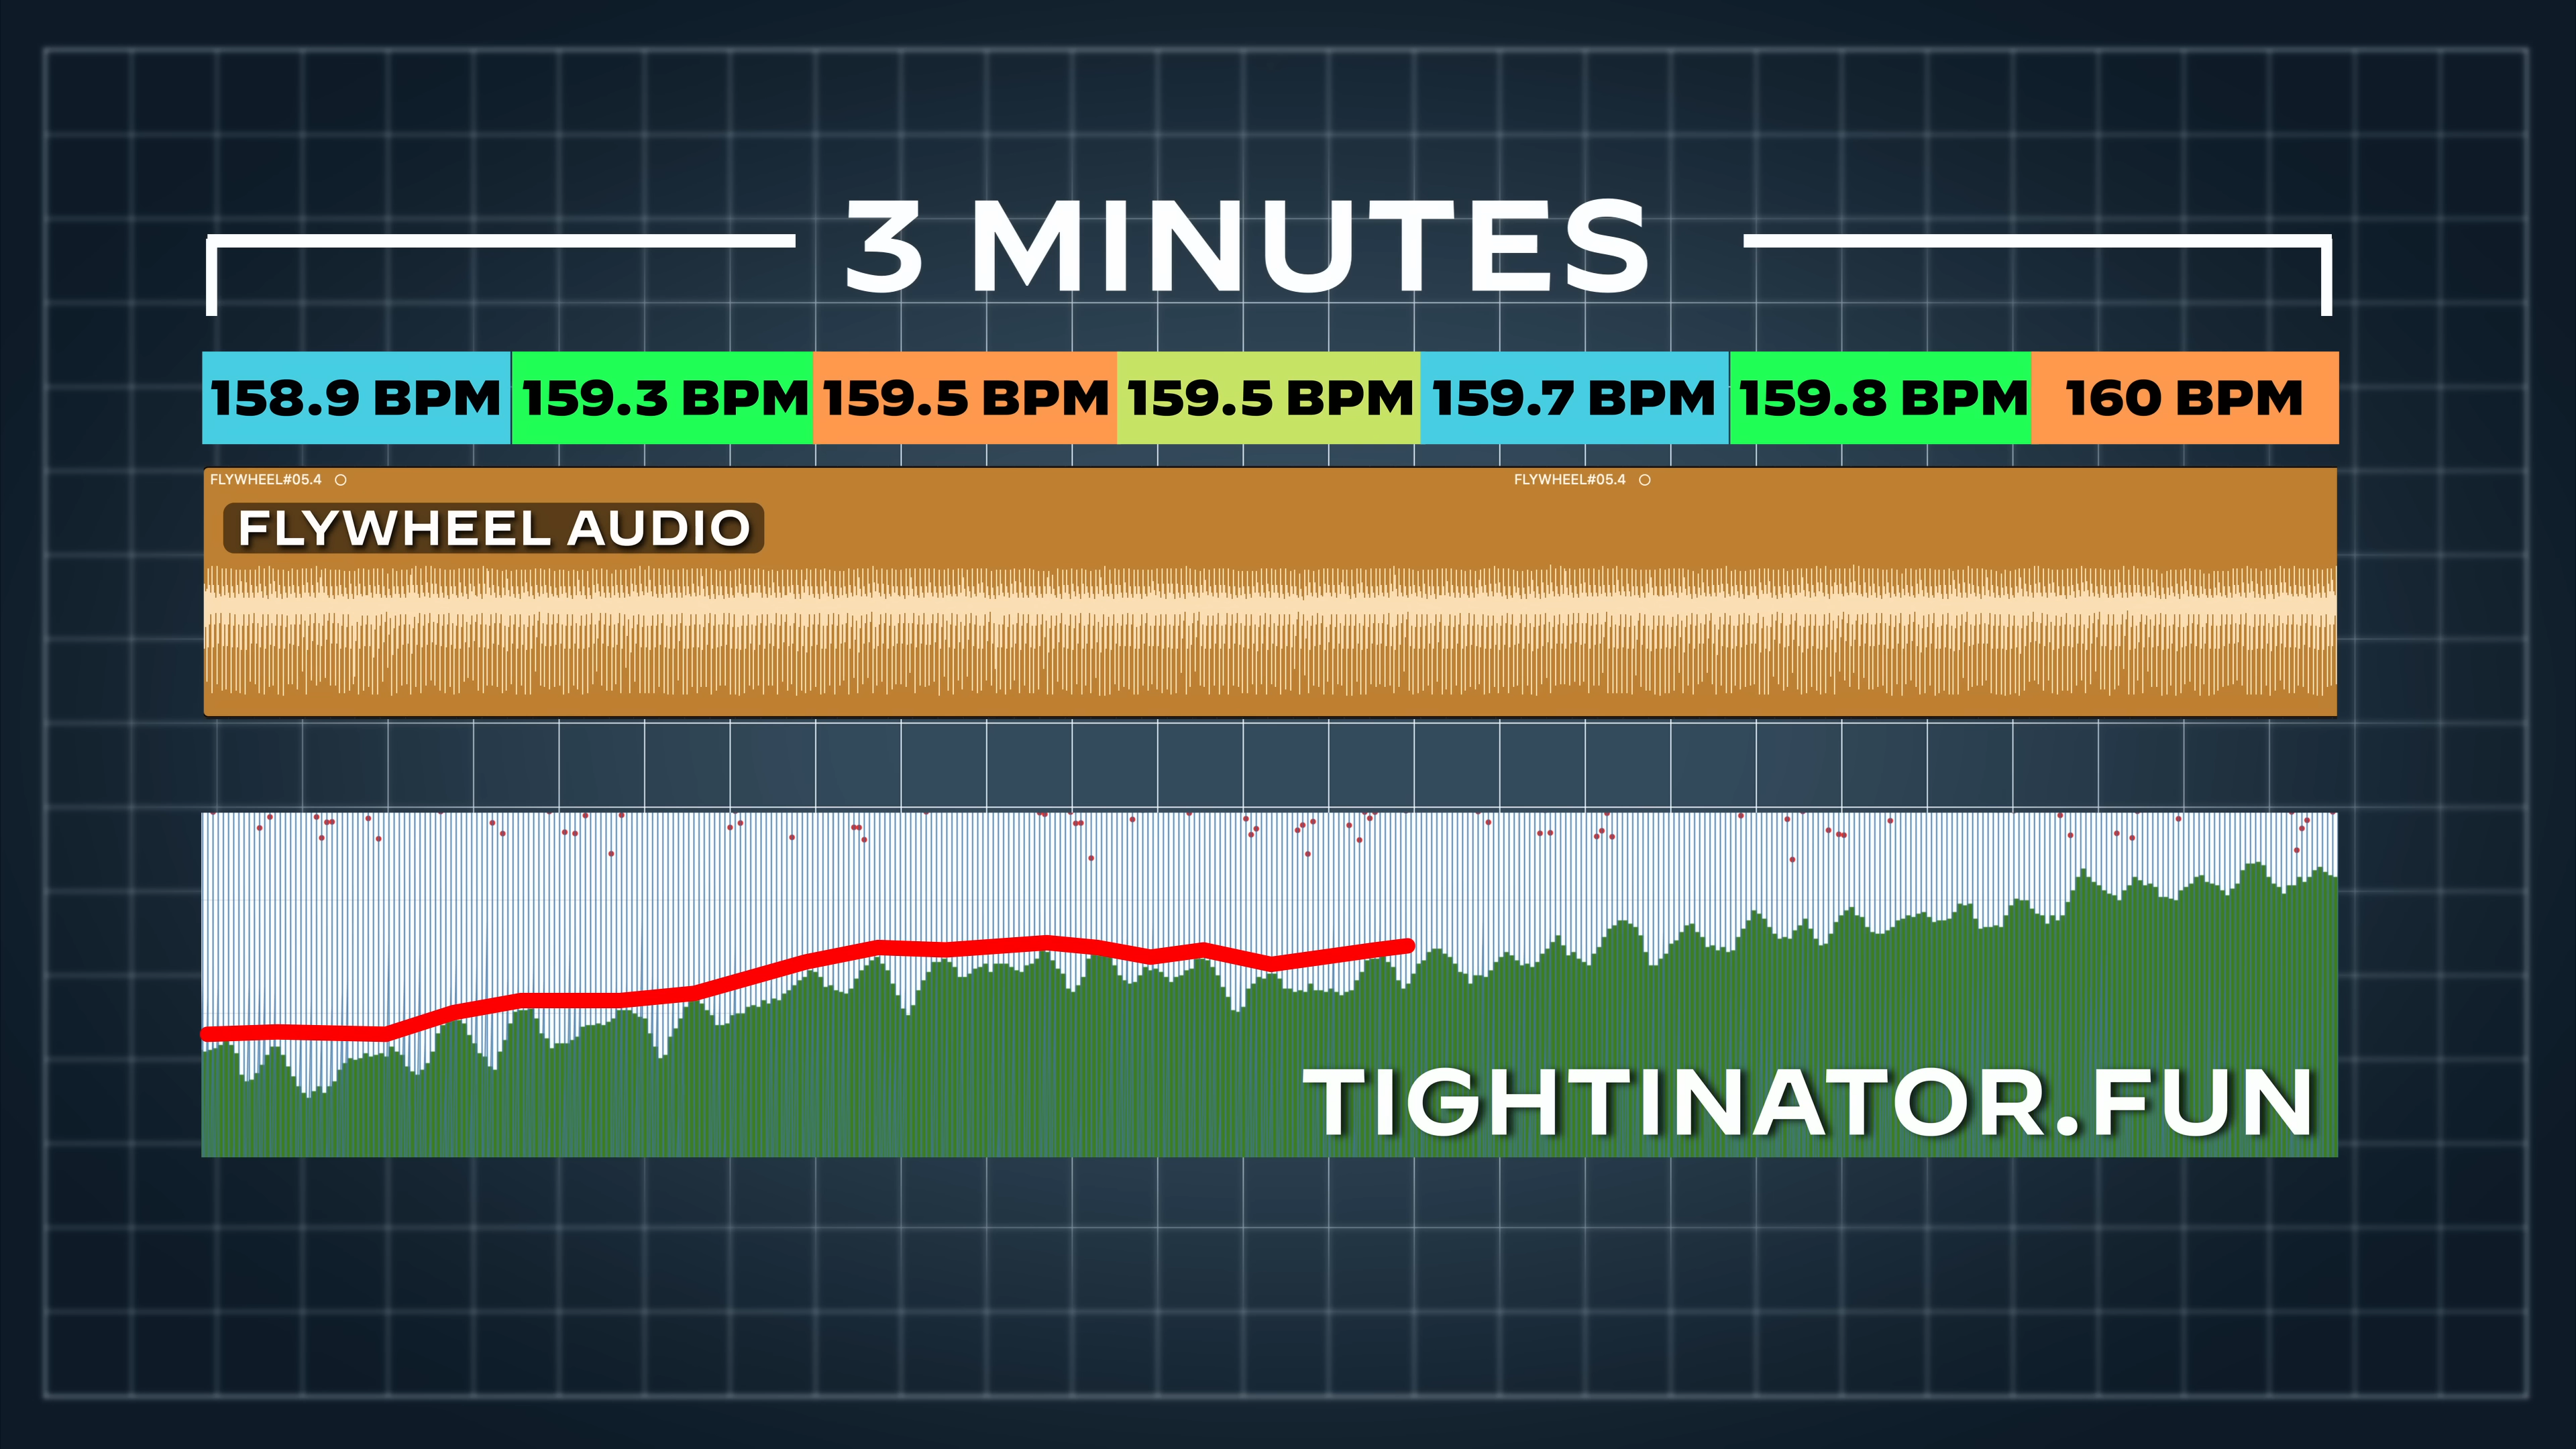 3 MINUTES
158.9 BPM 159.3 BPM 159.5 BPM 159.5 BPM 159.7 BPM 159.8 BPM 160 BPM
FLYWHEEL#05.4 FLYWHEEL#05.4
FLYWHEEL AUDIO
TIGHTINATOR.FUN